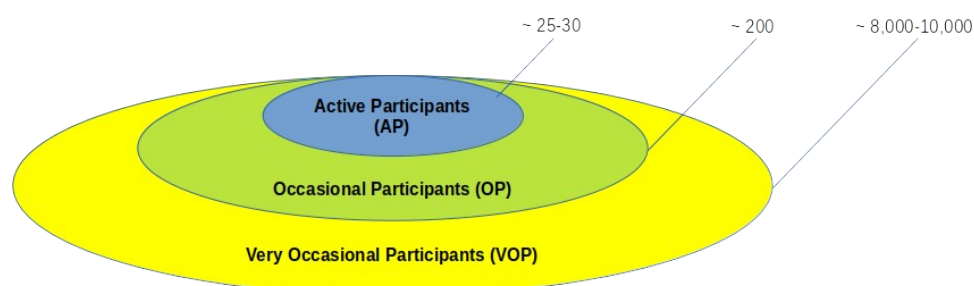 ~ 25-30
~ 200
~ 8,000-10,000
Active Participants
(AP)
Occasional Participants (OP)
Very Occasional Participants (VOP)